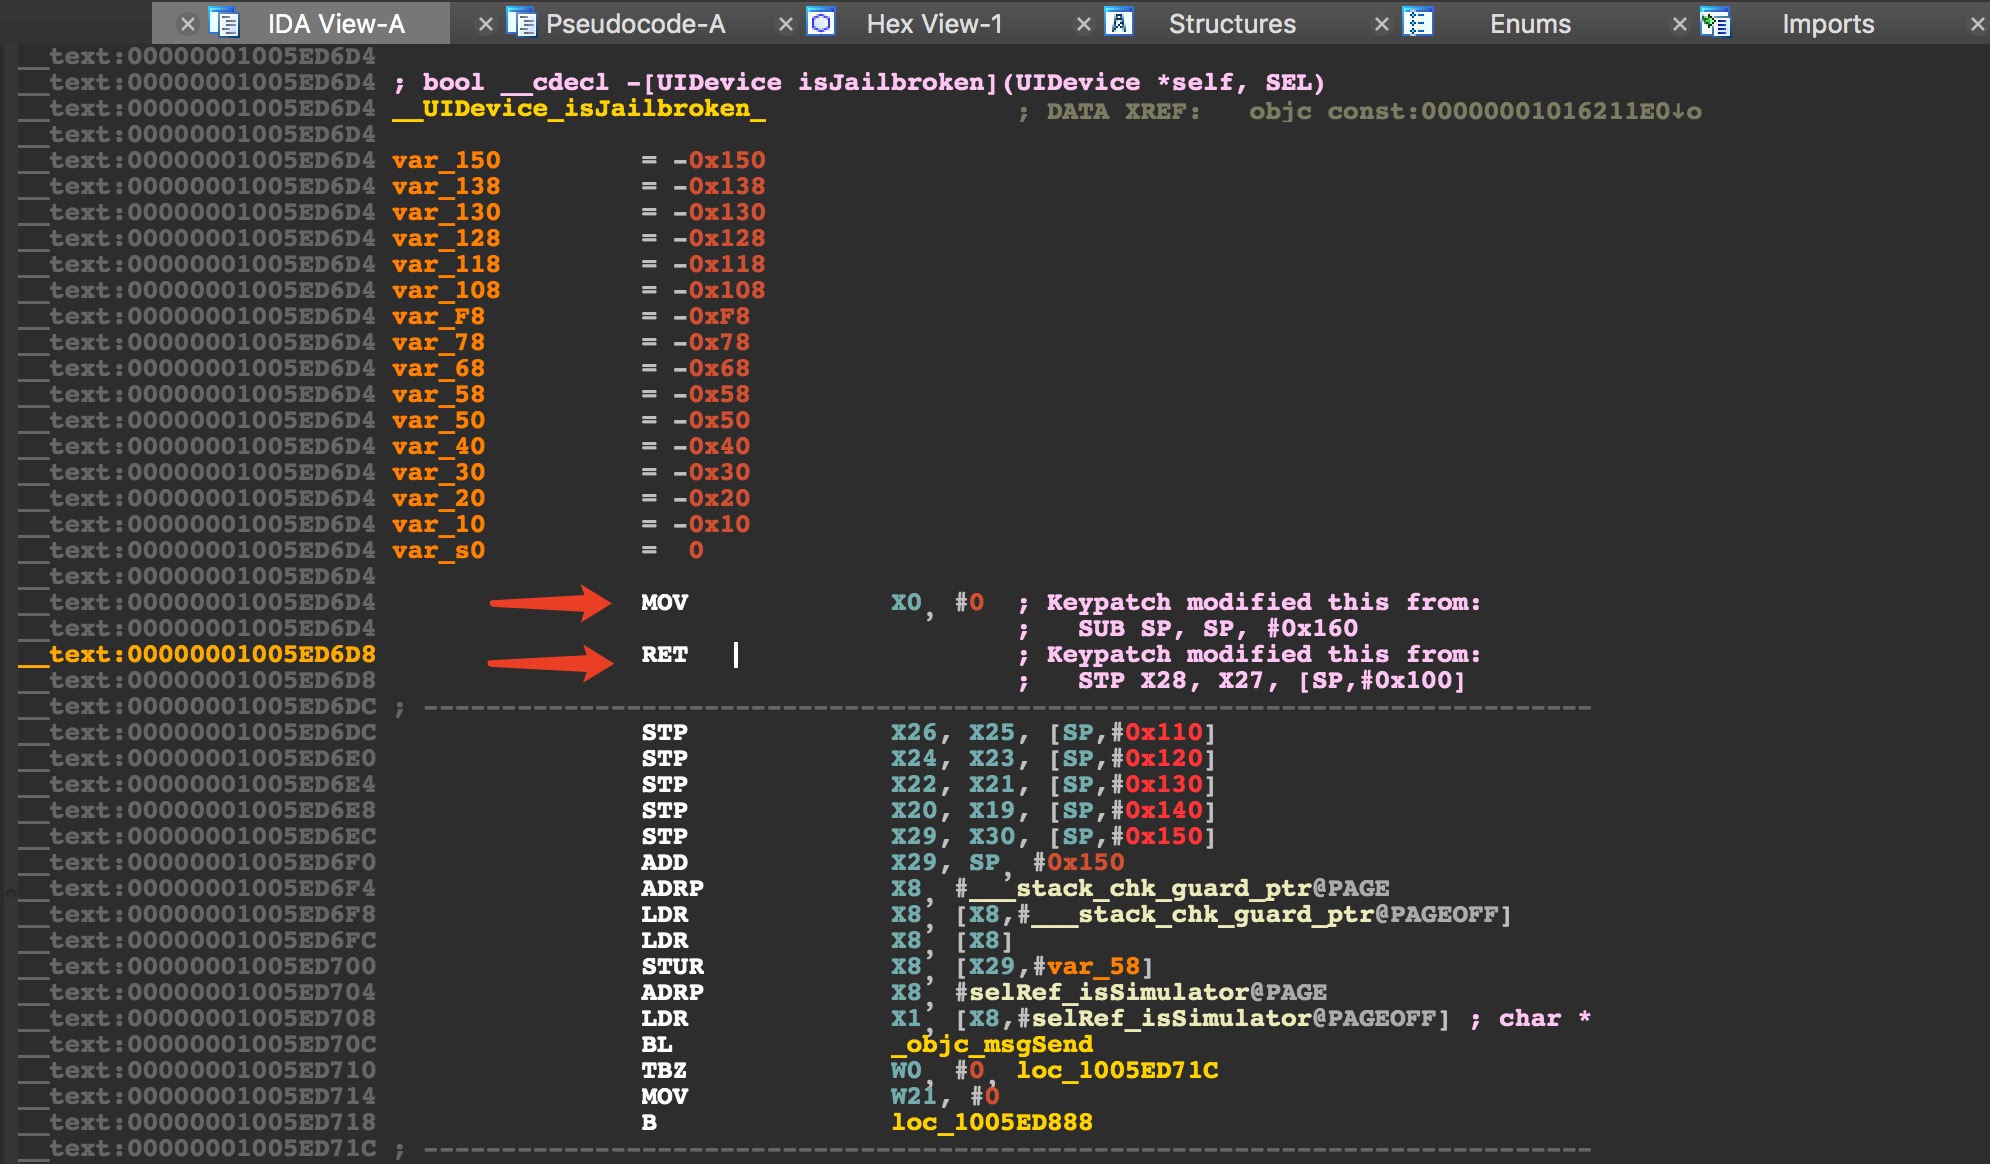 IDA View-A Pseudocode-A Hex View-1 Structures Enums Imports
__text:00000001005ED6D4
__text:00000001005ED6D4 ; bool __cdecl -[UIDevice isJailbroken](UIDevice *self, SEL)
__text:00000001005ED6D4 __UIDevice_isJailbroken_ ; DATA XREF: __objc_const:00000001016211E0↓o
__text:00000001005ED6D4
__text:00000001005ED6D4 var_150 = -0x150
__text:00000001005ED6D4 var_138 = -0x138
__text:00000001005ED6D4 var_130 = -0x130
__text:00000001005ED6D4 var_128 = -0x128
__text:00000001005ED6D4 var_118 = -0x118
__text:00000001005ED6D4 var_108 = -0x108
__text:00000001005ED6D4 var_F8 = -0xF8
__text:00000001005ED6D4 var_78 = -0x78
__text:00000001005ED6D4 var_68 = -0x68
__text:00000001005ED6D4 var_58 = -0x58
__text:00000001005ED6D4 var_50 = -0x50
__text:00000001005ED6D4 var_40 = -0x40
__text:00000001005ED6D4 var_30 = -0x30
__text:00000001005ED6D4 var_20 = -0x20
__text:00000001005ED6D4 var_10 = -0x10
__text:00000001005ED6D4 var_s0 = 0
__text:00000001005ED6D4
__text:00000001005ED6D4 MOV X0, #0 ; Keypatch modified this from:
__text:00000001005ED6D4 ; SUB SP, SP, #0x160
__text:00000001005ED6D8 RET ; Keypatch modified this from:
__text:00000001005ED6D8 ; STP X28, X27, [SP,#0x100]
__text:00000001005ED6DC ; ---------------------------------------------------------------------------
__text:00000001005ED6DC STP X26, X25, [SP,#0x110]
__text:00000001005ED6E0 STP X24, X23, [SP,#0x120]
__text:00000001005ED6E4 STP X22, X21, [SP,#0x130]
__text:00000001005ED6E8 STP X20, X19, [SP,#0x140]
__text:00000001005ED6EC STP X29, X30, [SP,#0x150]
__text:00000001005ED6F0 ADD X29, SP, #0x150
__text:00000001005ED6F4 ADRP X8, #___stack_chk_guard_ptr@PAGE
__text:00000001005ED6F8 LDR X8, [X8,#___stack_chk_guard_ptr@PAGEOFF]
__text:00000001005ED6FC LDR X8, [X8]
__text:00000001005ED700 STUR X8, [X29,#var_58]
__text:00000001005ED704 ADRP X8, #selRef_isSimulator@PAGE
__text:00000001005ED708 LDR X1, [X8,#selRef_isSimulator@PAGEOFF] ; char *
__text:00000001005ED70C BL _objc_msgSend
__text:00000001005ED710 TBZ W0, #0, loc_1005ED71C
__text:00000001005ED714 MOV W21, #0
__text:00000001005ED718 B loc_1005ED888
__text:00000001005ED71C ; ---------------------------------------------------------------------------